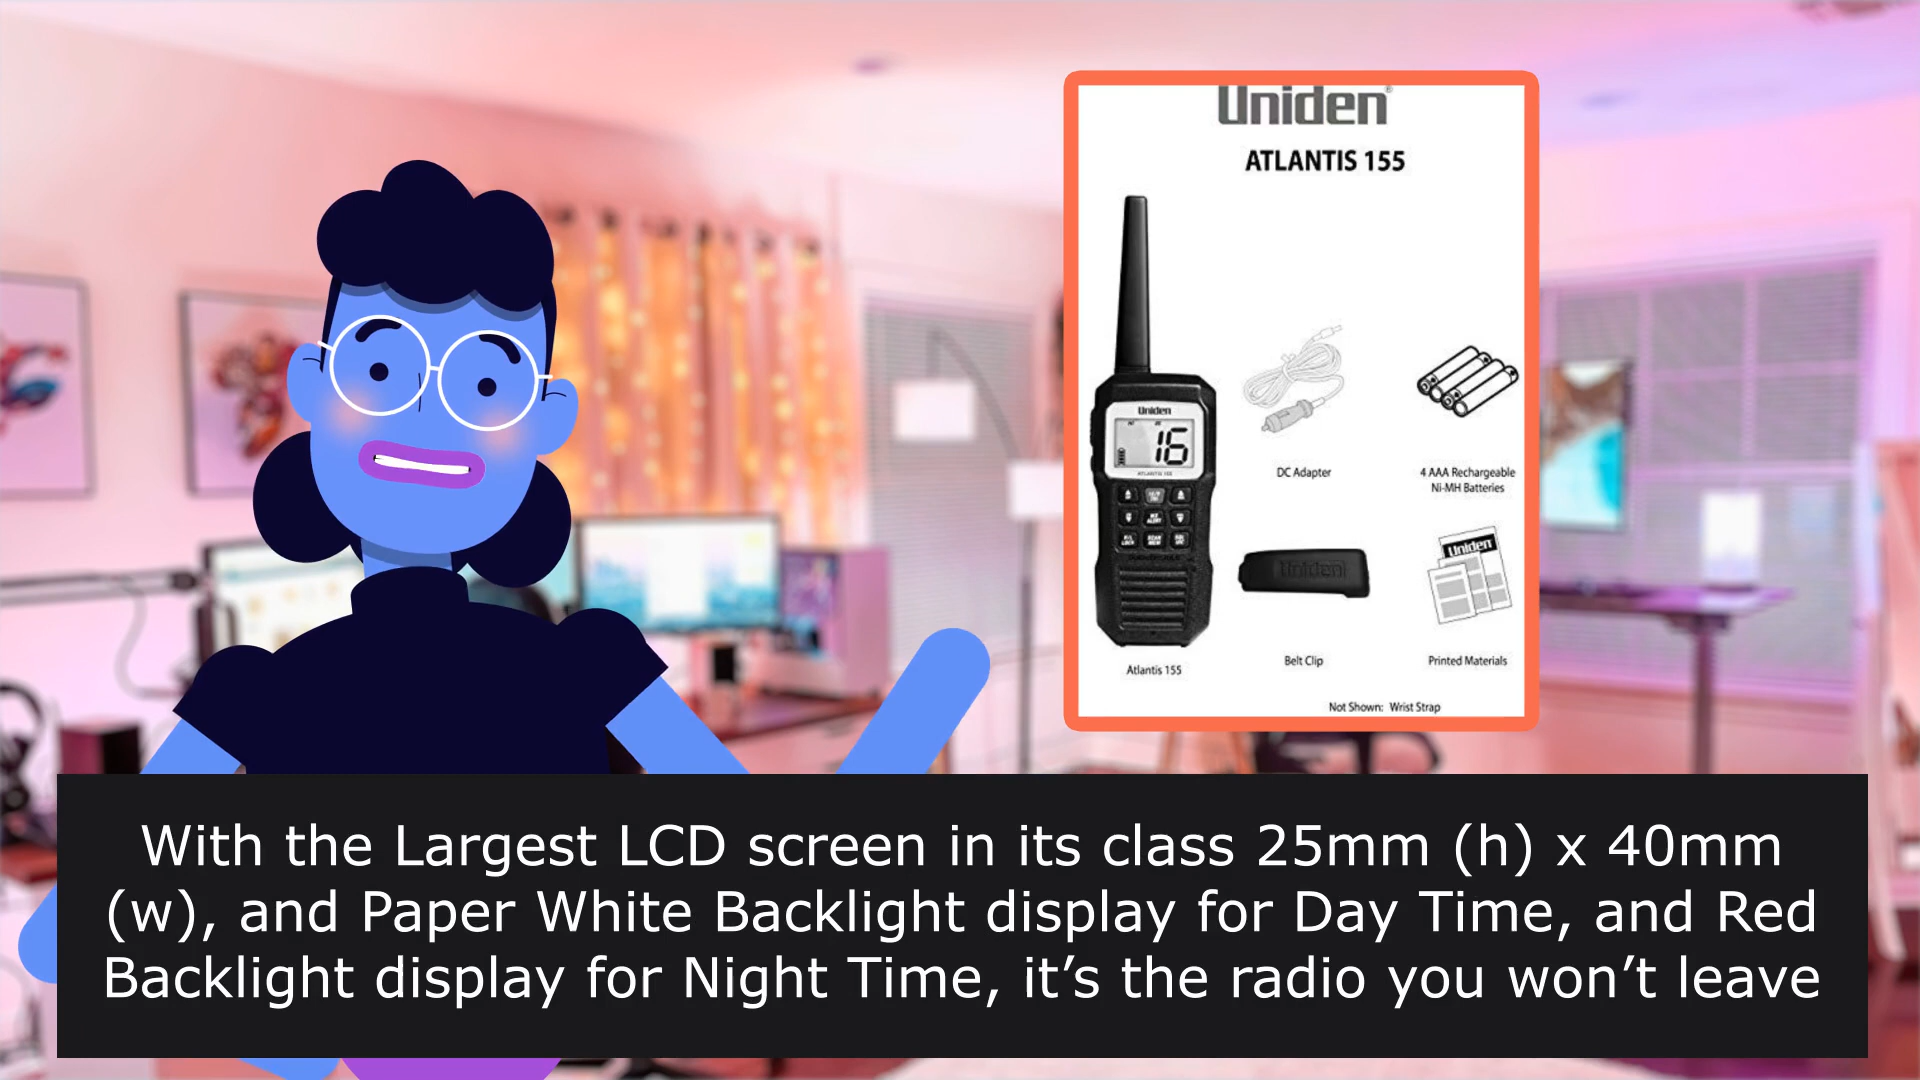 Uniden®
ATLANTIS 155
Uniden
16
ATLANTIS 155
DC Adapter
4 AAA Rechargeable
Ni-MH Batteries
Uniden
Uniden
Atlantis 155
Belt Clip
Printed Materials
Not Shown: Wrist Strap
With the Largest LCD screen in its class 25mm (h) x 40mm
(w), and Paper White Backlight display for Day Time, and Red
Backlight display for Night Time, it’s the radio you won’t leave